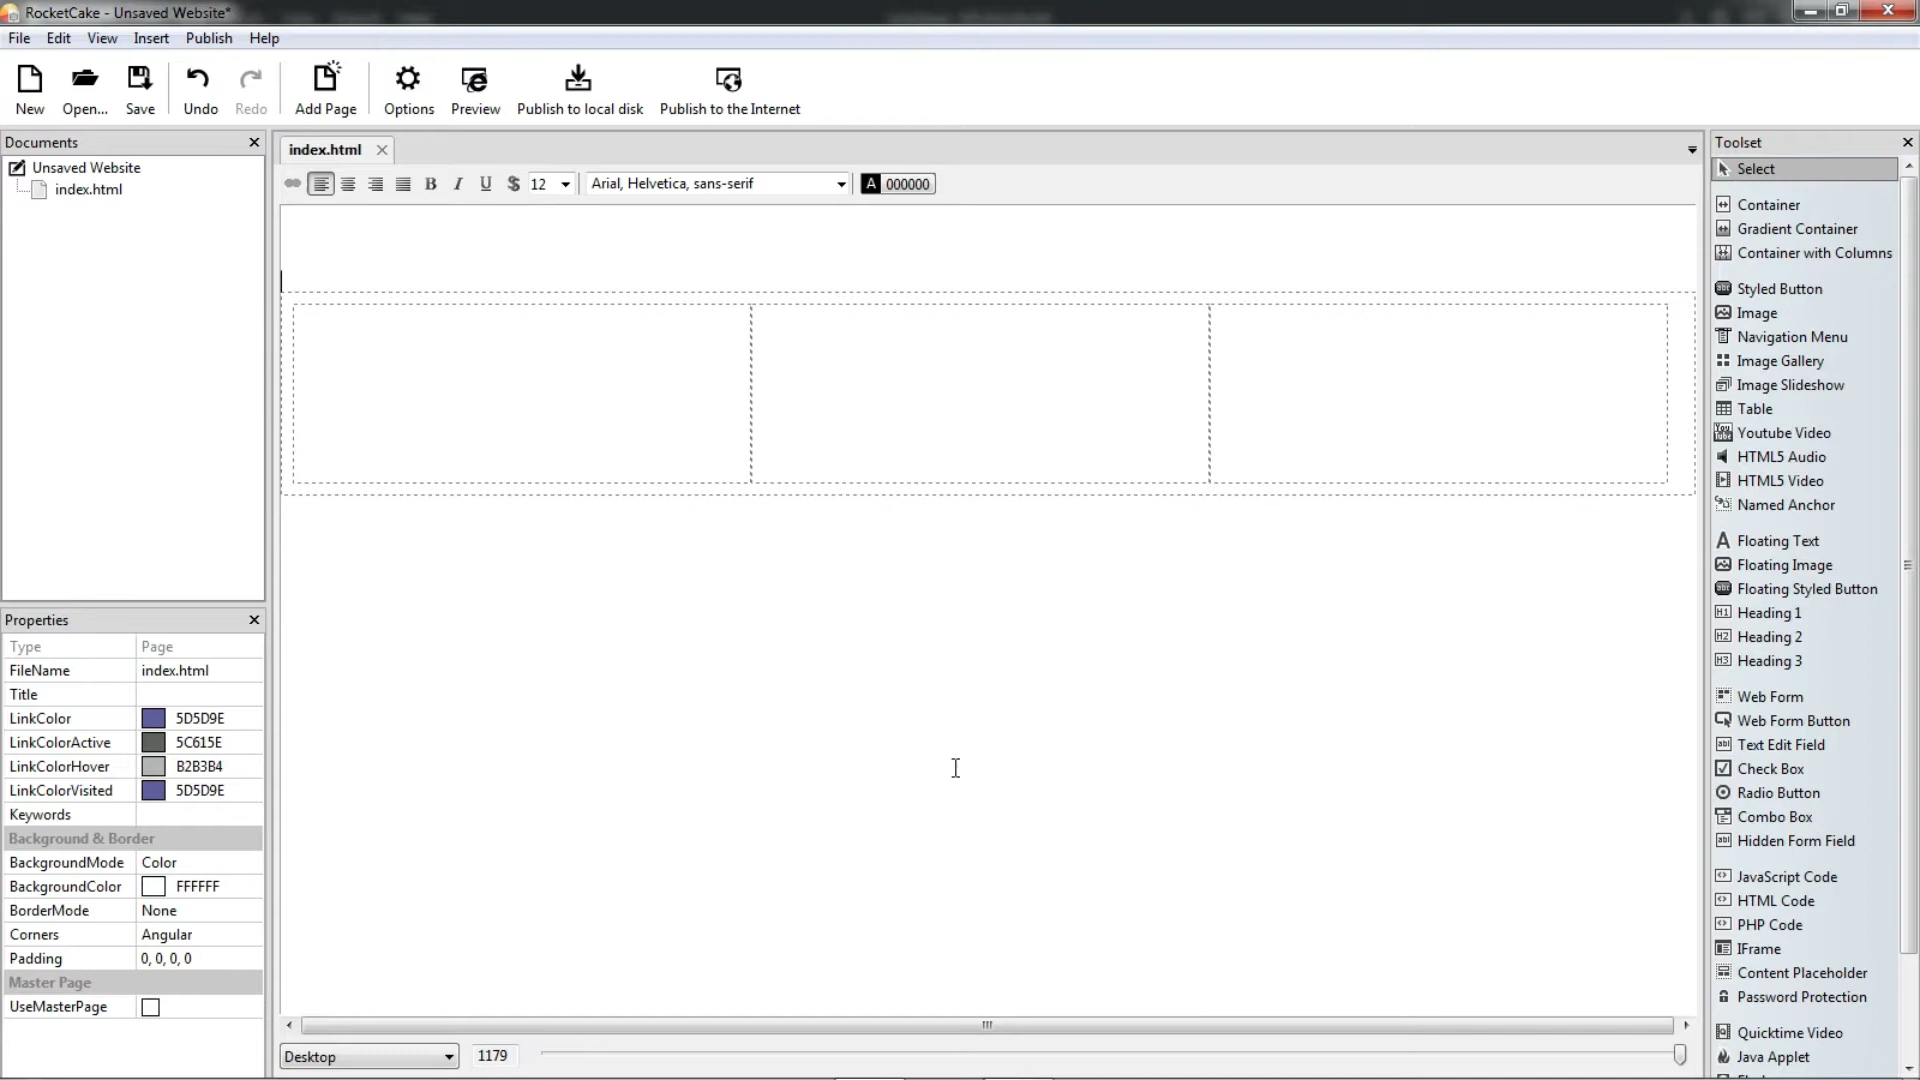 RocketCake - Unsaved Website*
File Edit View Insert Publish Help
New Open... Save Undo Redo Add Page Options Preview Publish to local disk Publish to the Internet
Documents
Unsaved Website
index.html
Properties
Type Page
FileName index.html
Title
LinkColor 5D5D9E
LinkColorActive 5C615E
LinkColorHover B2B3B4
LinkColorVisited 5D5D9E
Keywords
Background & Border
BackgroundMode Color
BackgroundColor FFFFFF
BorderMode None
Corners Angular
Padding 0, 0, 0, 0
Master Page
UseMasterPage
index.html
B I U $ 12 Arial, Helvetica, sans-serif A 000000
Desktop 1179
Toolset
Select
Container
Gradient Container
Container with Columns
Styled Button
Image
Navigation Menu
Image Gallery
Image Slideshow
Table
Youtube Video
HTML5 Audio
HTML5 Video
Named Anchor
Floating Text
Floating Image
Floating Styled Button
Heading 1
Heading 2
Heading 3
Web Form
Web Form Button
Text Edit Field
Check Box
Radio Button
Combo Box
Hidden Form Field
JavaScript Code
HTML Code
PHP Code
IFrame
Content Placeholder
Password Protection
Quicktime Video
Java Applet